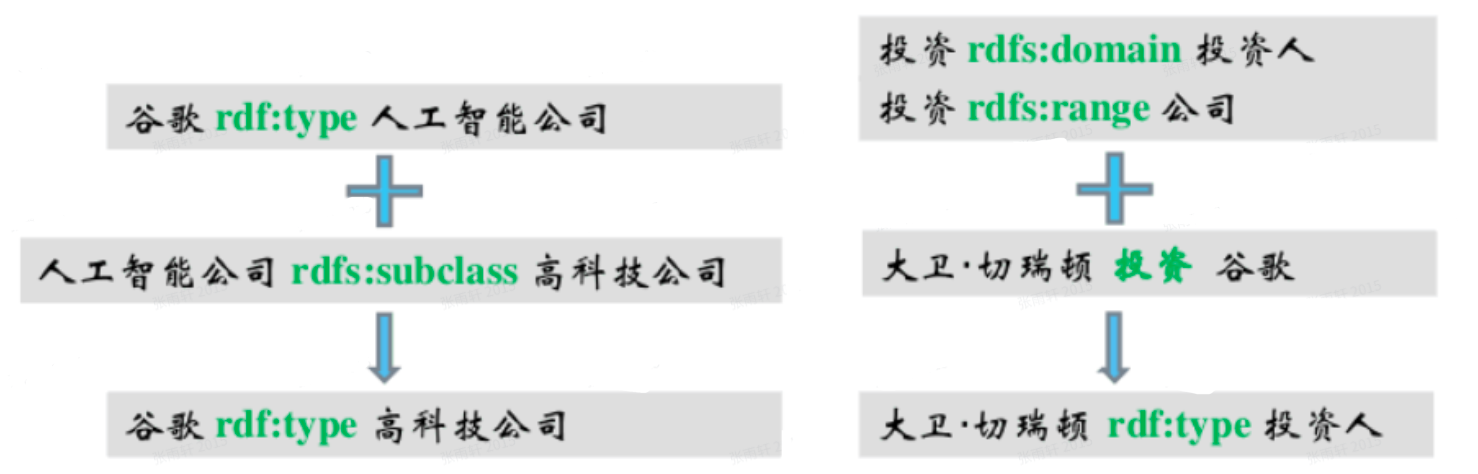 谷歌 rdf:type 人工智能公司
人工智能公司 rdfs:subclass 高科技公司
谷歌 rdf:type 高科技公司
投资 rdfs:domain 投资人
投资 rdfs:range 公司
大卫·切瑞顿 投资 谷歌
大卫·切瑞顿 rdf:type 投资人